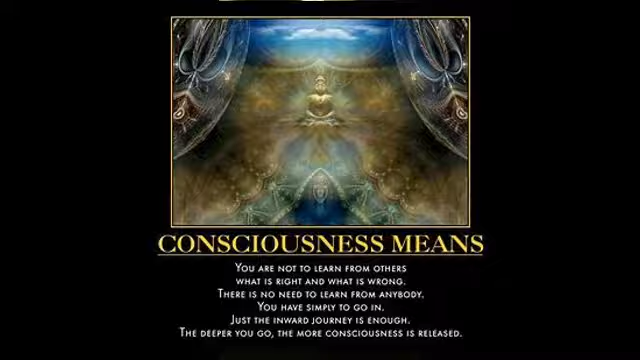 CONSCIOUSNESS MEANS
YOU ARE NOT TO LEARN FROM OTHERS
WHAT IS RIGHT AND WHAT IS WRONG.
THERE IS NO NEED TO LEARN FROM ANYBODY.
YOU HAVE SIMPLY TO GO IN.
JUST THE INWARD JOURNEY IS ENOUGH.
THE DEEPER YOU GO, THE MORE CONSCIOUSNESS IS RELEASED.